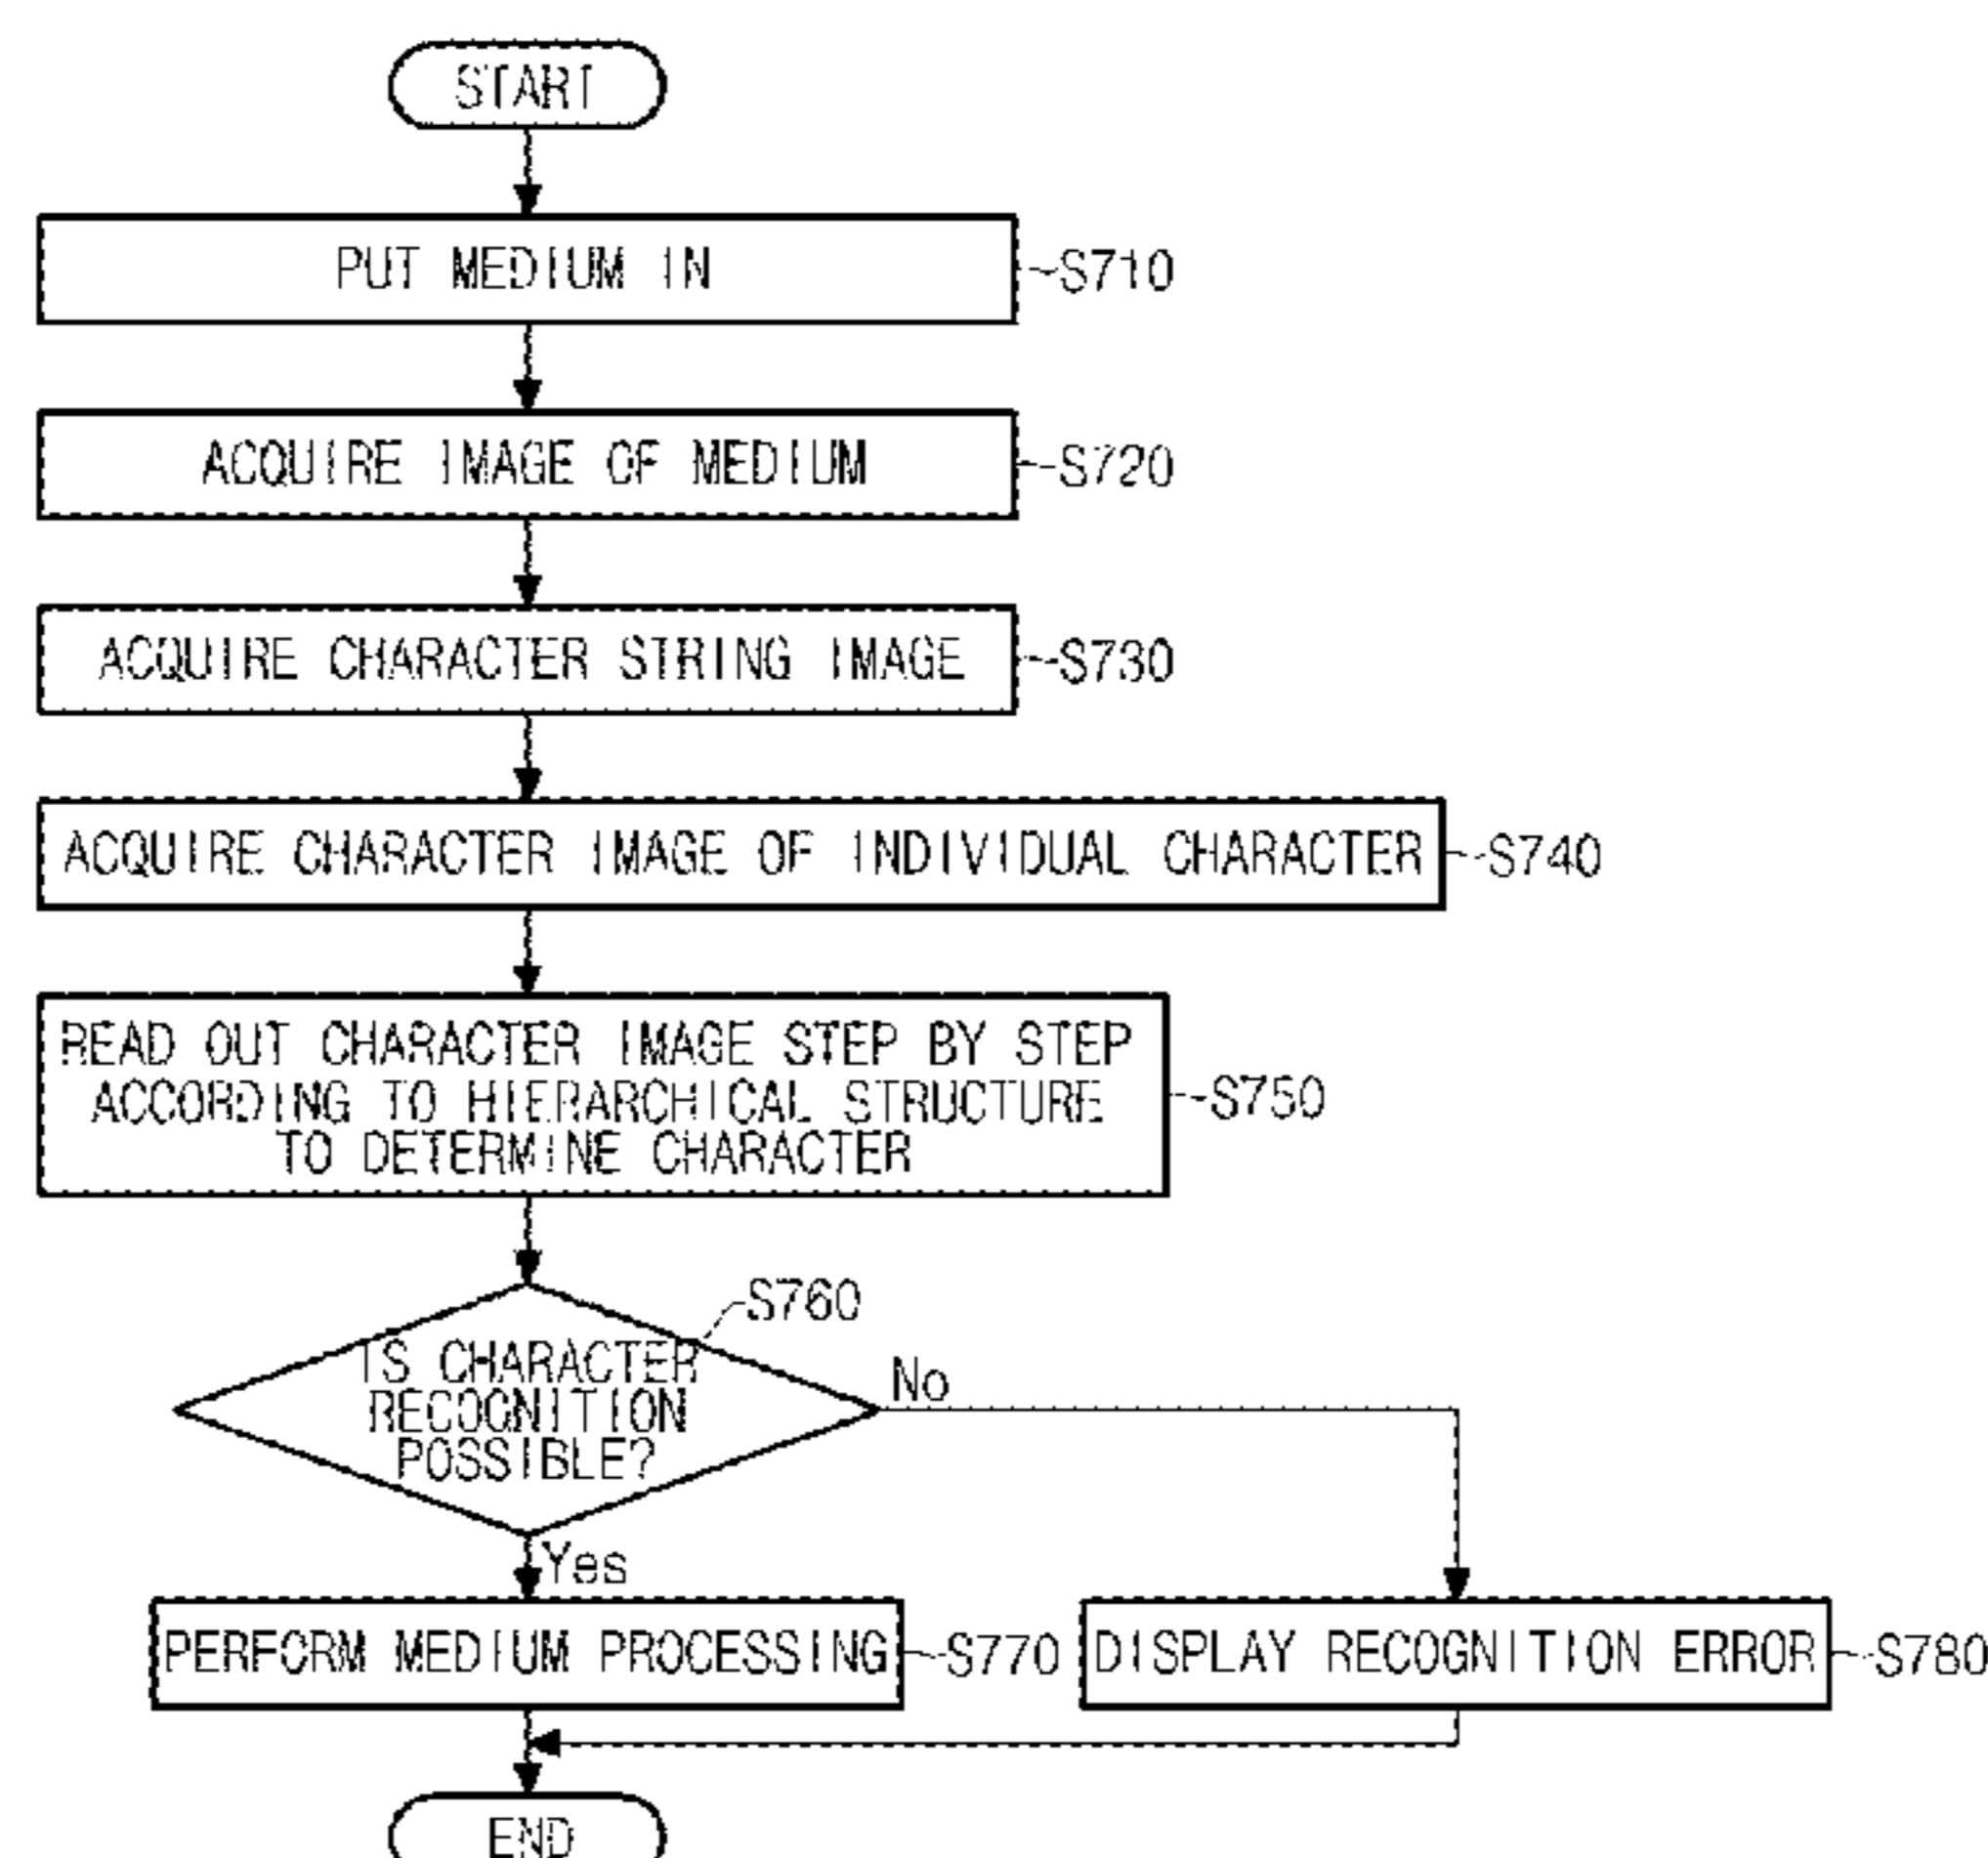 START
PUT MEDIUM IN
S710
ACQUIRE IMAGE OF MEDIUM
S720
ACQUIRE CHARACTER STRING IMAGE
S730
ACQUIRE CHARACTER IMAGE OF INDIVIDUAL CHARACTER
S740
READ OUT CHARACTER IMAGE STEP BY STEP
ACCORDING TO HIERARCHICAL STRUCTURE
TO DETERMINE CHARACTER
S750
S760
IS CHARACTER
RECOGNITION
POSSIBLE?
No
Yes
PERFORM MEDIUM PROCESSING
S770
DISPLAY RECOGNITION ERROR
S780
END